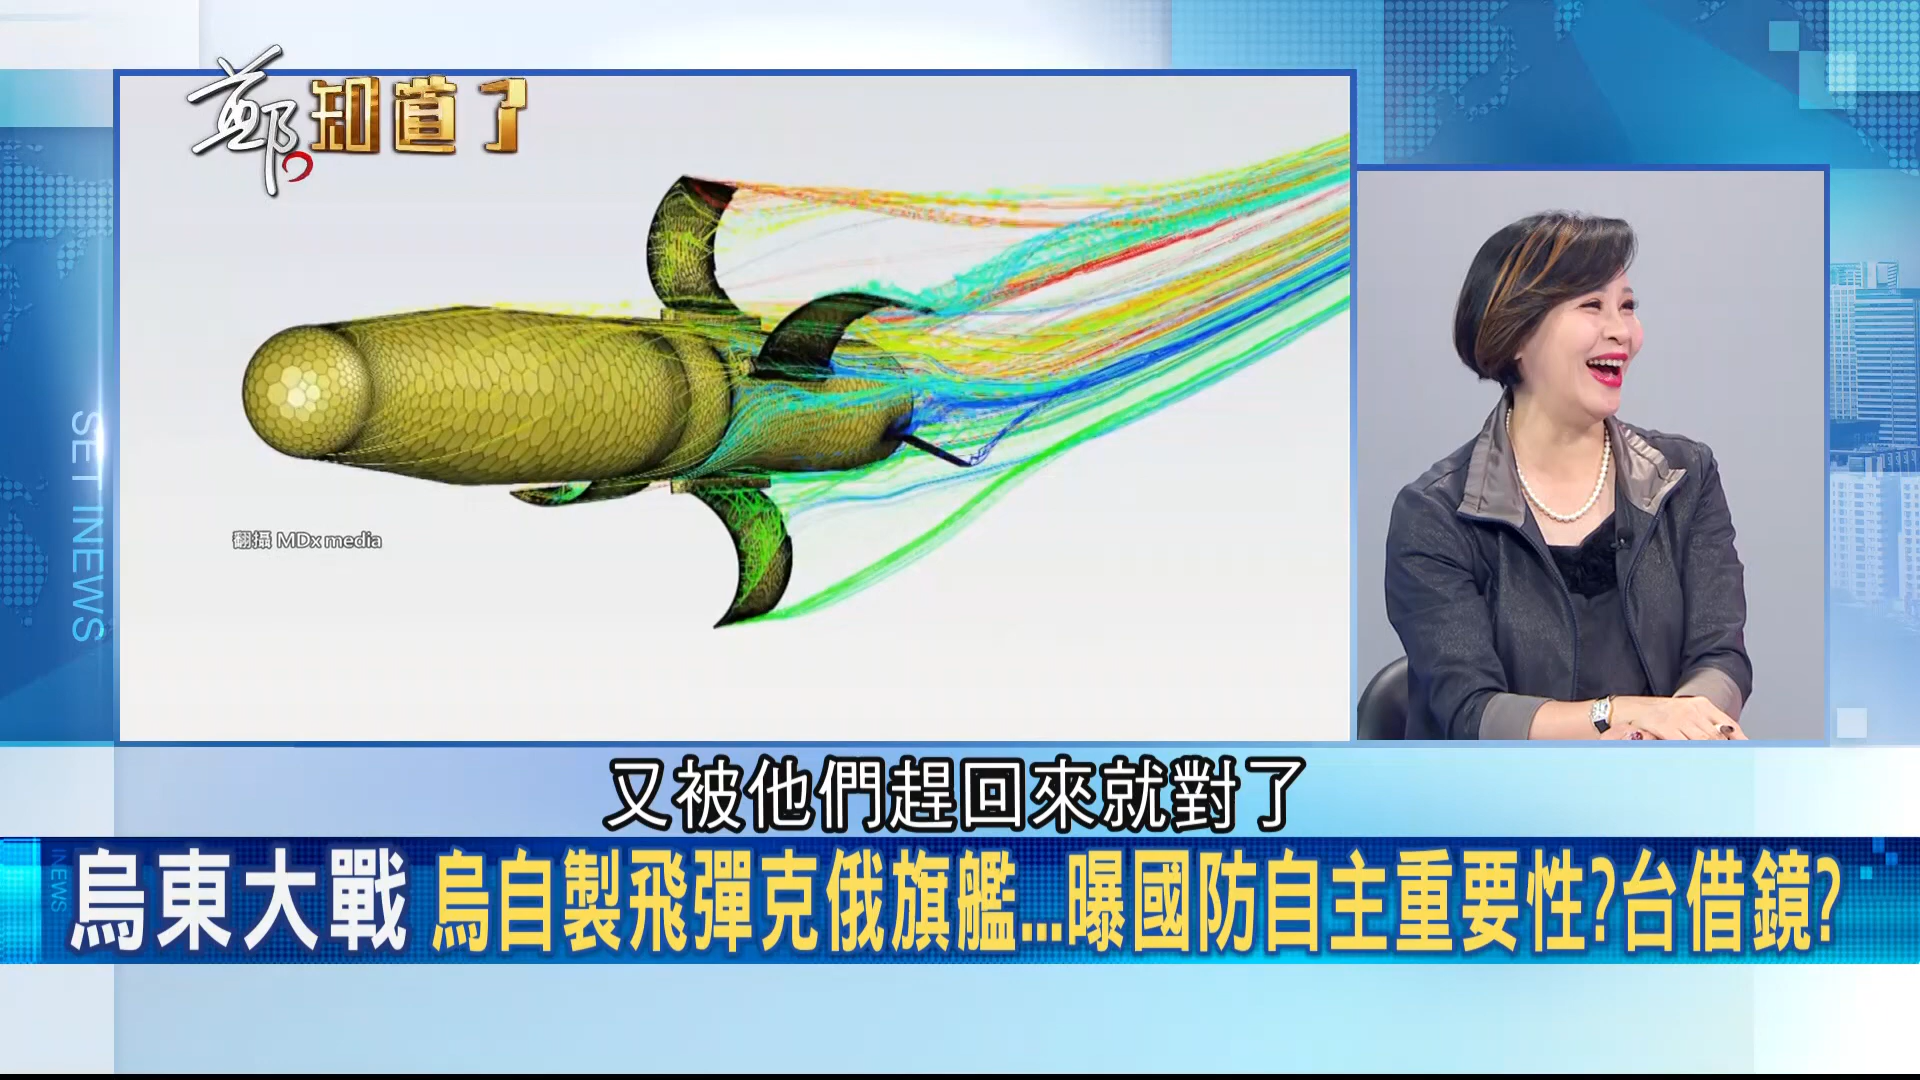 鄭知道了
SET iNEWS
翻攝 MDx media
又被他們趕回來就對了
iNEWS
烏東大戰 烏自製飛彈克俄旗艦...曝國防自主重要性?台借鏡?